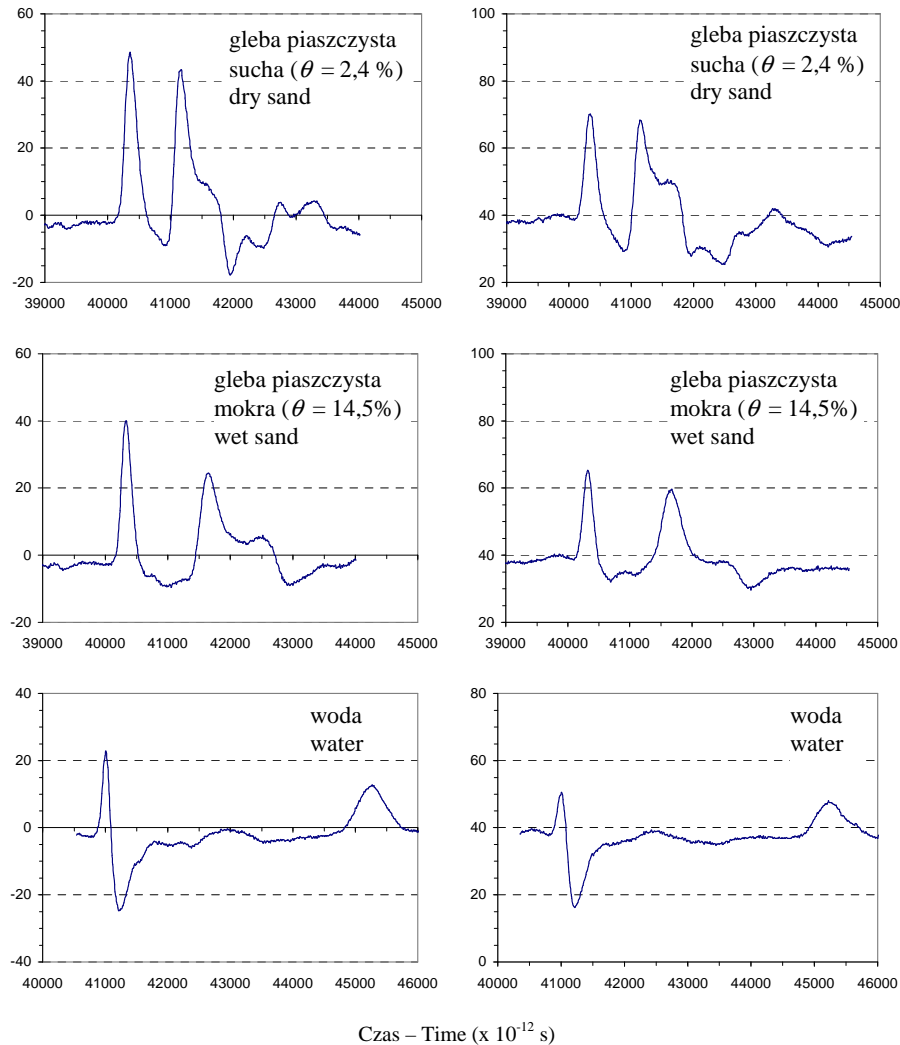 60
40
20
0
-20
39000 40000 41000 42000 43000 44000 45000
gleba piaszczysta
sucha (θ = 2,4 %)
dry sand
100
80
60
40
20
39000 40000 41000 42000 43000 44000 45000
gleba piaszczysta
sucha (θ = 2,4 %)
dry sand
60
40
20
0
-20
39000 40000 41000 42000 43000 44000 45000
gleba piaszczysta
mokra (θ = 14,5%)
wet sand
100
80
60
40
20
39000 40000 41000 42000 43000 44000 45000
gleba piaszczysta
mokra (θ = 14,5%)
wet sand
40
20
0
-20
-40
40000 41000 42000 43000 44000 45000 46000
woda
water
80
60
40
20
0
40000 41000 42000 43000 44000 45000 46000
woda
water
Czas – Time (x 10⁻¹² s)